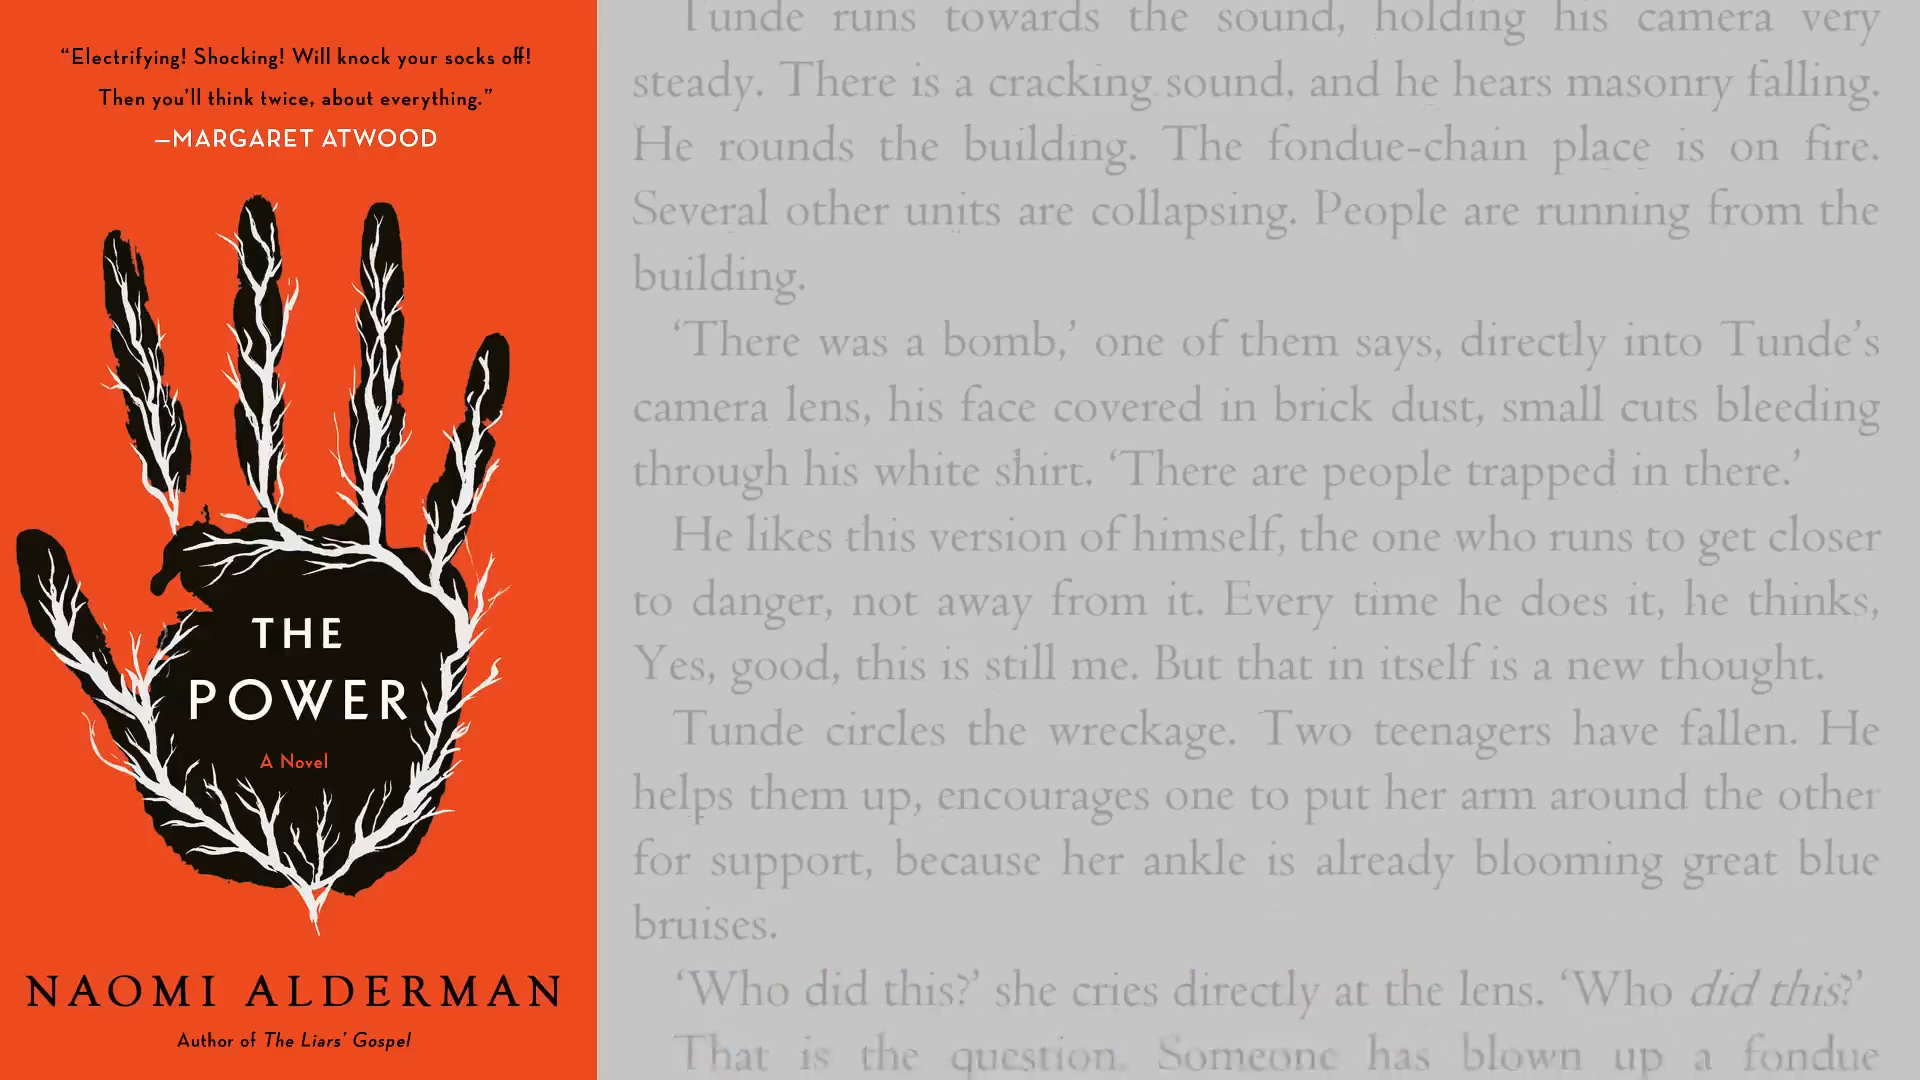 “Electrifying! Shocking! Will knock your socks off!
Then you’ll think twice, about everything.”
—MARGARET ATWOOD
THE
POWER
A Novel
NAOMI ALDERMAN
Author of The Liars’ Gospel
Tunde runs towards the sound, holding his camera very
steady. There is a cracking sound, and he hears masonry falling.
He rounds the building. The fondue-chain place is on fire.
Several other units are collapsing. People are running from the
building.
‘There was a bomb,’ one of them says, directly into Tunde’s
camera lens, his face covered in brick dust, small cuts bleeding
through his white shirt. ‘There are people trapped in there.’
He likes this version of himself, the one who runs to get closer
to danger, not away from it. Every time he does it, he thinks,
Yes, good, this is still me. But that in itself is a new thought.
Tunde circles the wreckage. Two teenagers have fallen. He
helps them up, encourages one to put her arm around the other
for support, because her ankle is already blooming great blue
bruises.
‘Who did this?’ she cries directly at the lens. ‘Who did this?’
That is the question. Someone has blown up a fondue